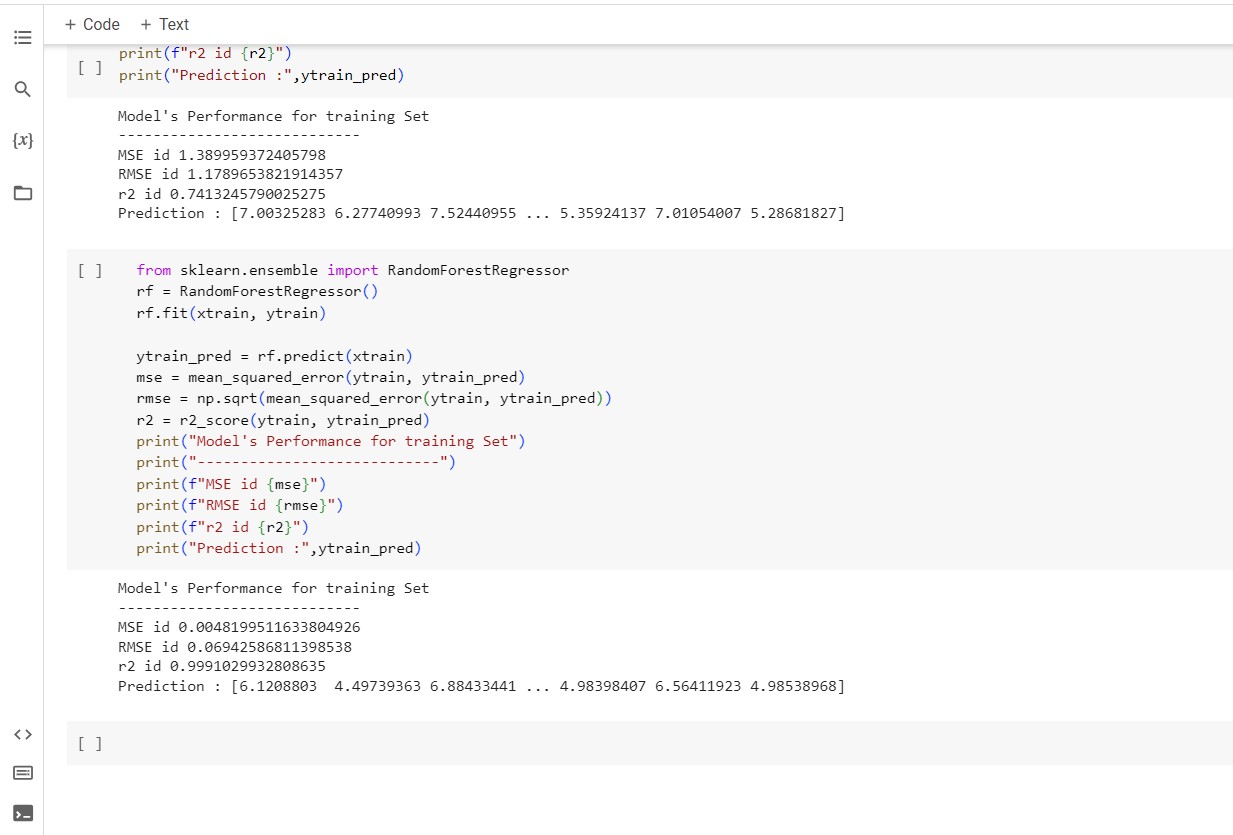 + Code + Text
print(f"r2 id {r2}")
[ ] print("Prediction :",ytrain_pred)
Model's Performance for training Set
----------------------------
MSE id 1.389959372405798
RMSE id 1.1789653821914357
r2 id 0.7413245790025275
Prediction : [7.00325283 6.27740993 7.52440955 ... 5.35924137 7.01054007 5.28681827]
{x}
[ ] from sklearn.ensemble import RandomForestRegressor
rf = RandomForestRegressor()
rf.fit(xtrain, ytrain)
ytrain_pred = rf.predict(xtrain)
mse = mean_squared_error(ytrain, ytrain_pred)
rmse = np.sqrt(mean_squared_error(ytrain, ytrain_pred))
r2 = r2_score(ytrain, ytrain_pred)
print("Model's Performance for training Set")
print("----------------------------")
print(f"MSE id {mse}")
print(f"RMSE id {rmse}")
print(f"r2 id {r2}")
print("Prediction :",ytrain_pred)
Model's Performance for training Set
----------------------------
MSE id 0.0048199511633804926
RMSE id 0.06942586811398538
r2 id 0.9991029932808635
Prediction : [6.1208803  4.49739363 6.88433441 ... 4.98398407 6.56411923 4.98538968]
[ ]